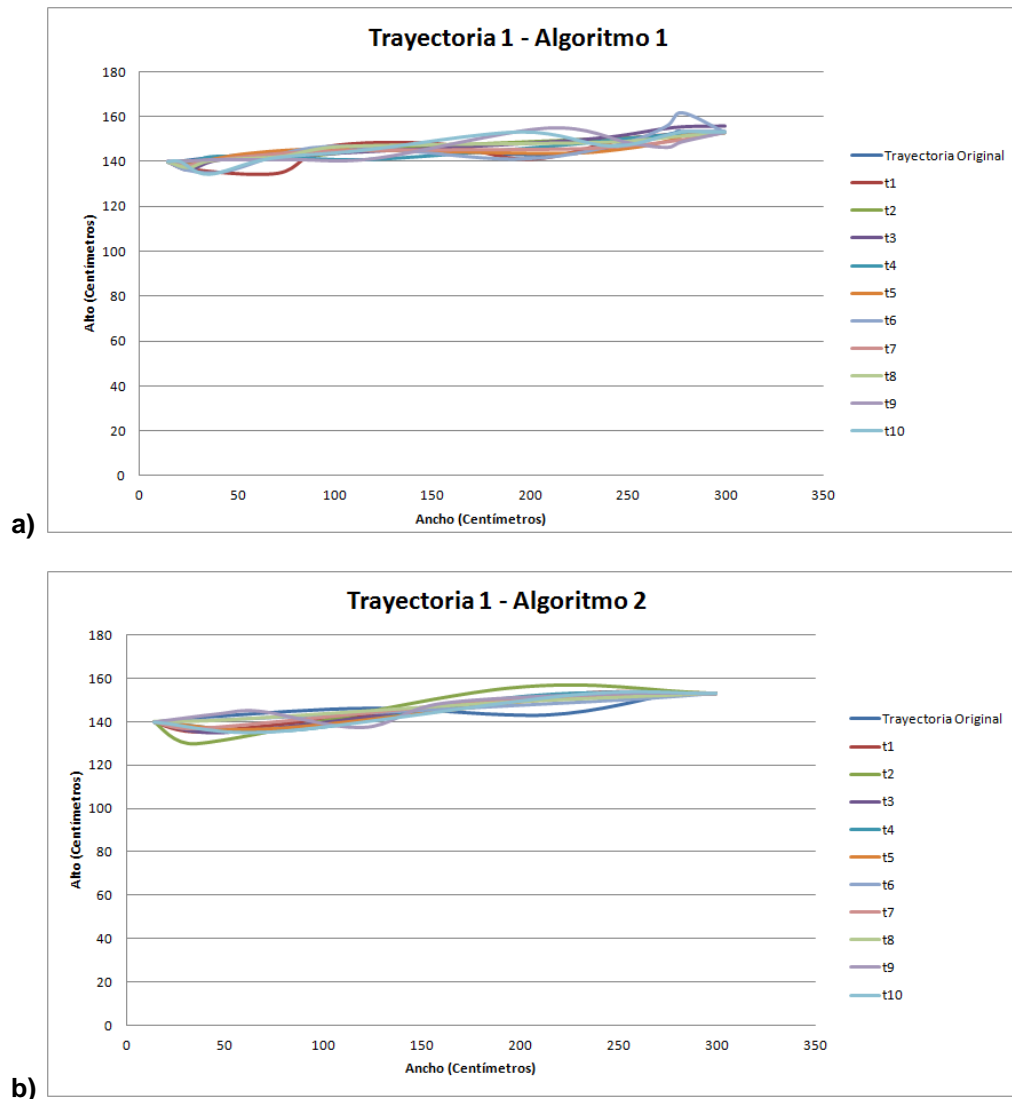 Trayectoria 1 - Algoritmo 1
180
160
140
120
100
80
60
40
20
0
0 50 100 150 200 250 300 350
Alto (Centímetros)
Ancho (Centímetros)
Trayectoria Original
t1
t2
t3
t4
t5
t6
t7
t8
t9
t10
a)
Trayectoria 1 - Algoritmo 2
180
160
140
120
100
80
60
40
20
0
0 50 100 150 200 250 300 350
Alto (Centímetros)
Ancho (Centímetros)
Trayectoria Original
t1
t2
t3
t4
t5
t6
t7
t8
t9
t10
b)